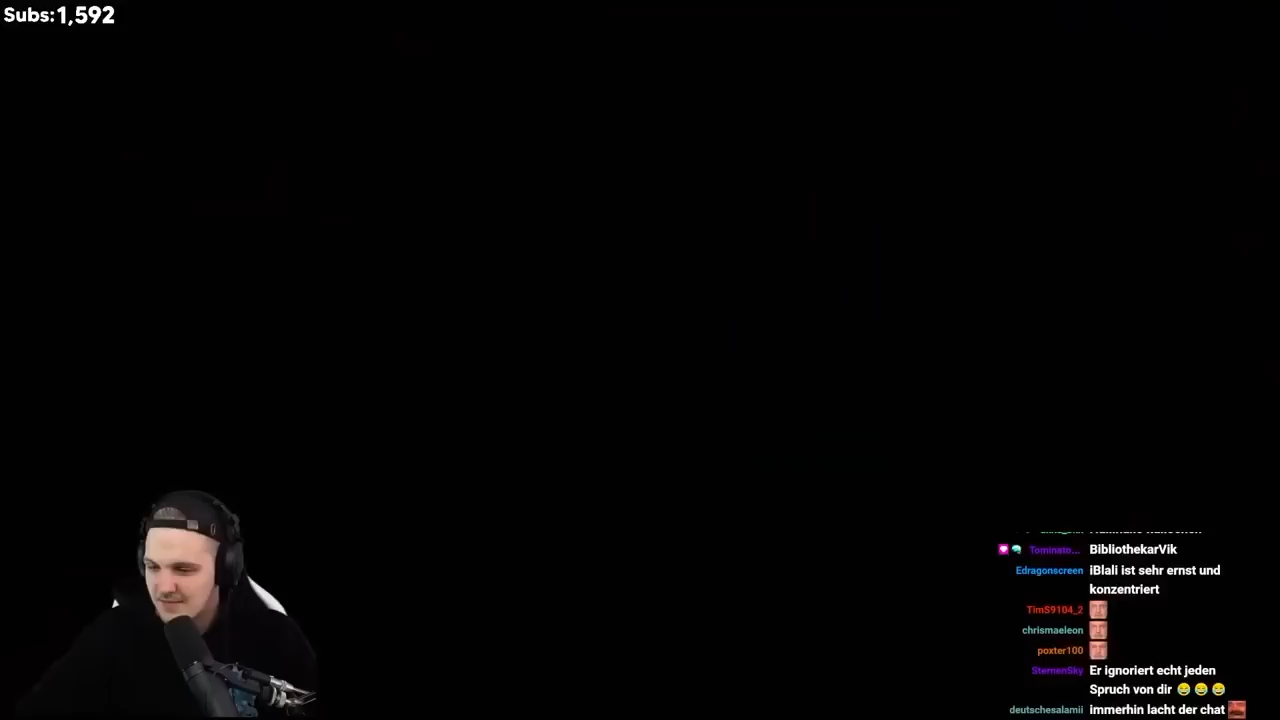 Subs:1,592
Tominato... BibliothekarVik
Edragonscreen iBlali ist sehr ernst und
konzentriert
TimS9104_2
chrismaeleon
poxter100
SternenSky Er ignoriert echt jeden
Spruch von dir 😂 😂 😂
deutschesalamii immerhin lacht der chat